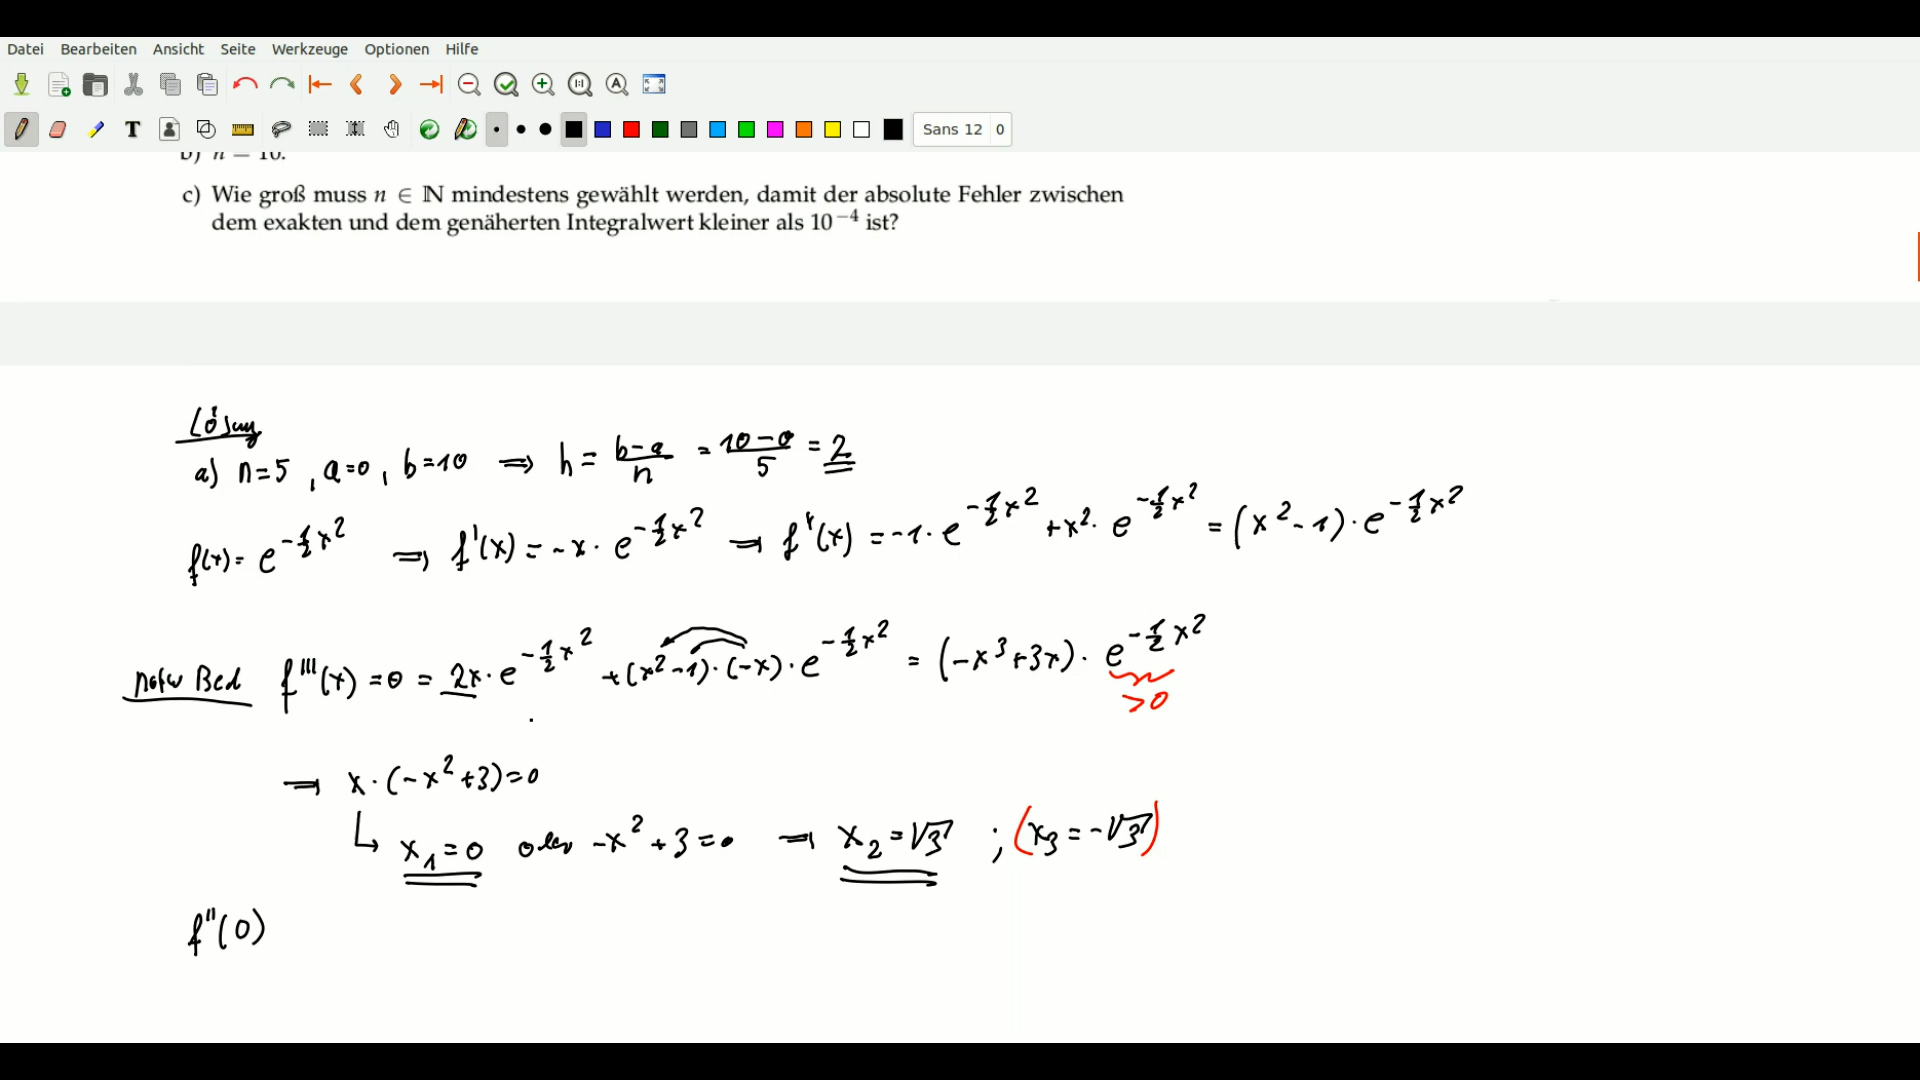 Datei Bearbeiten Ansicht Seite Werkzeuge Optionen Hilfe
T Sans 12 0
b) n = 10.
c) Wie groß muss n ∈ ℕ mindestens gewählt werden, damit der absolute Fehler zwischen
dem exakten und dem genäherten Integralwert kleiner als 10⁻⁴ ist?
Lösung
a) n=5, a=0, b=10 ⟹ h = (b-a)/n = (10-0)/5 = 2
f(x) = e^(-½x²) ⟹ f'(x) = -x · e^(-½x²) ⟹ f''(x) = -1 · e^(-½x²) + x² · e^(-½x²) = (x²-1) · e^(-½x²)
notw Bed f'''(x) = 0 = 2x · e^(-½x²) + (x²-1) · (-x) · e^(-½x²) = (-x³+3x) · e^(-½x²)
>0
⟹ x · (-x²+3) = 0
↳ x₁ = 0 oder -x²+3 = 0 ⟹ x₂ = √3 ; (x₃ = -√3)
f''(0)